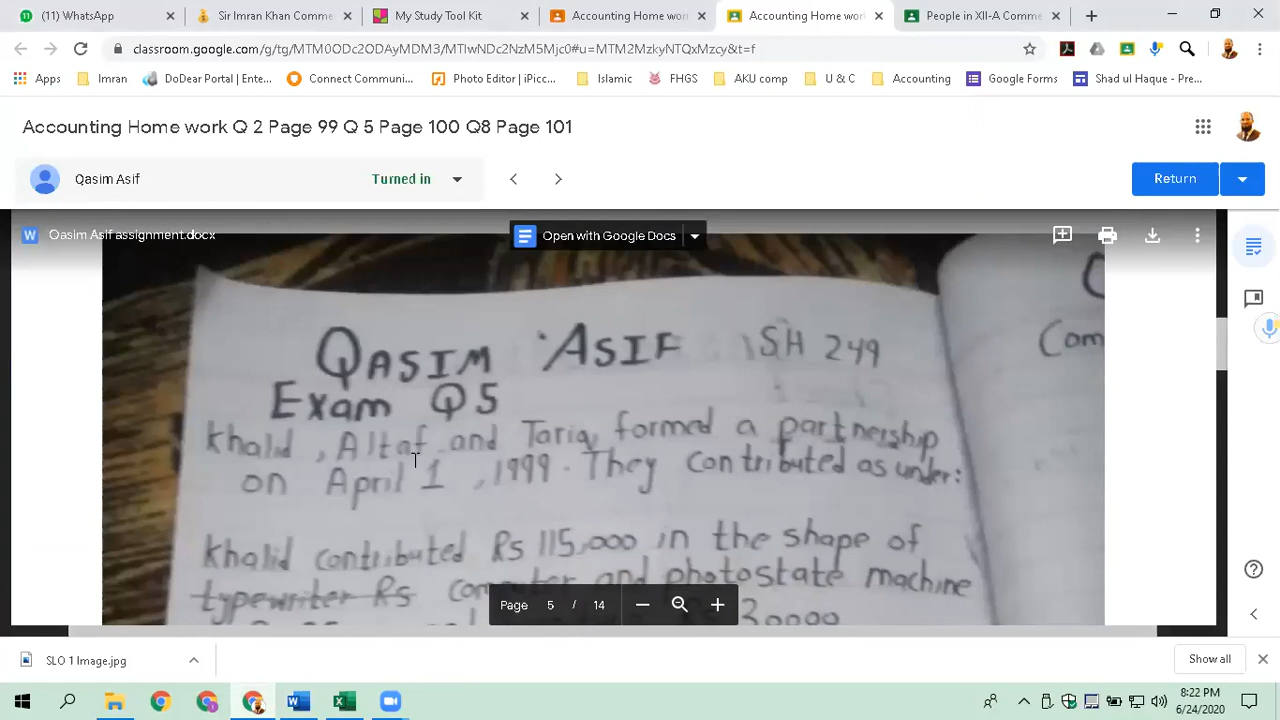 (11) WhatsApp
Sir Imran Khan Comme
My Study Tool Kit
Accounting Home wor
Accounting Home wor
People in XII-A Comme
classroom.google.com/g/tg/
Apps
Imran
DoDear Portal | Ente...
Connect Communi...
Photo Editor | iPicc...
Islamic
FHGS
AKU comp
U & C
Accounting
Google Forms
Shad ul Haque - Pre...
Accounting Home work Q 2 Page 99 Q 5 Page 100 Q8 Page 101
Qasim Asif
Turned in
Return
W
Qasim Asif assignment.docx
Open with Google Docs
QASIM ASIF SH 249
Exam Q5
Khalid, Altaf, and Tariq, formed a partnership
on April 1, 1999. They contributed as under:
Com
Khalid contributed Rs 115,000 in the shape of
typewriter Rs computer and photostate machine
30000
Page 5 / 14
SLO 1 Image.jpg
Show all
8:22 PM
6/24/2020